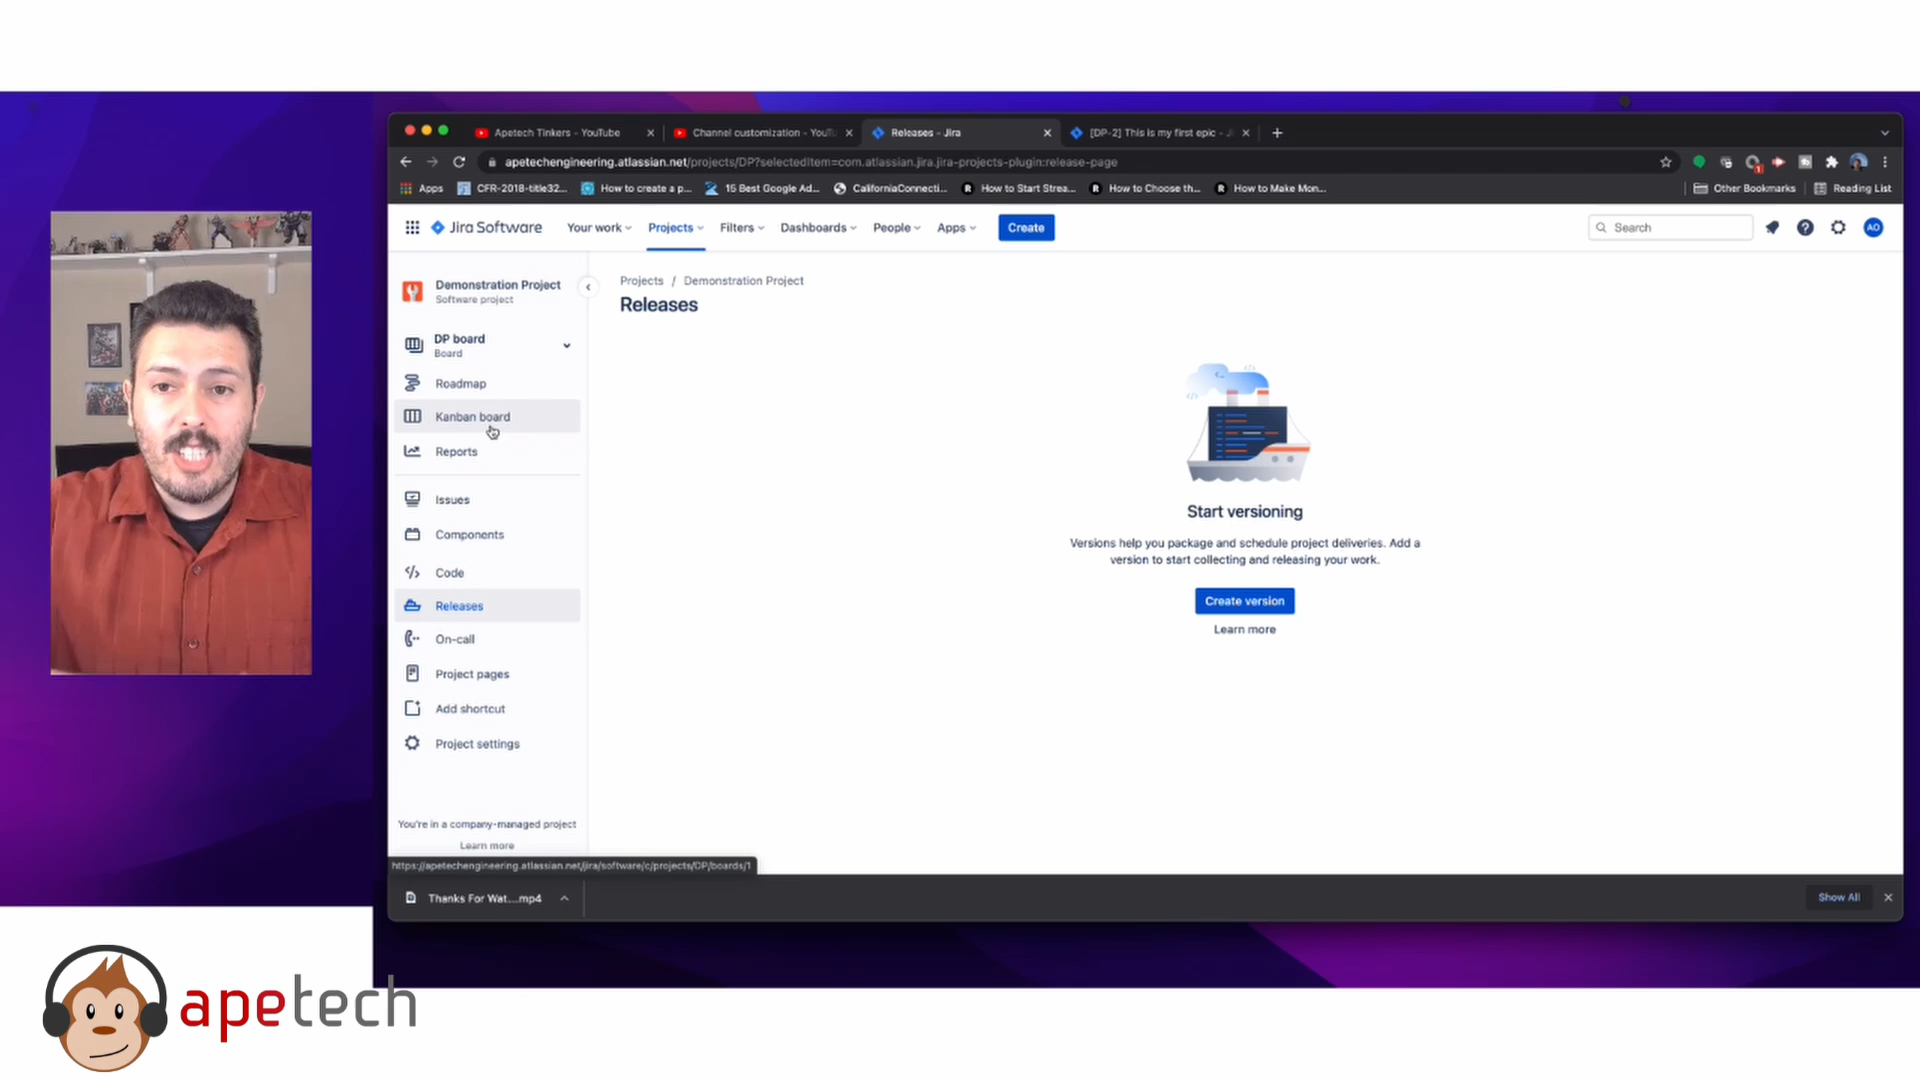 Apetech Tinkers - YouTube
Channel customization - YouTu
Releases - Jira
[DP-2] This is my first epic - Ji
apetechengineering.atlassian.net/projects/DP?selectedItem=com.atlassian.jira.jira-projects-plugin:release-page
Apps
CFR-2018-title32...
How to create a p...
15 Best Google Ad...
CaliforniaConnecti...
How to Start Strea...
How to Choose th...
How to Make Mon...
Other Bookmarks
Reading List
Jira Software
Your work
Projects
Filters
Dashboards
People
Apps
Create
Search
AO
Demonstration Project
Software project
DP board
Board
Roadmap
Kanban board
Reports
Issues
Components
Code
Releases
On-call
Project pages
Add shortcut
Project settings
You're in a company-managed project
Learn more
Projects / Demonstration Project
Releases
Start versioning
Versions help you package and schedule project deliveries. Add a
version to start collecting and releasing your work.
Create version
Learn more
https://apetechengineering.atlassian.net/jira/software/c/projects/DP/boards/1
Thanks For Wat....mp4
Show All
apetech